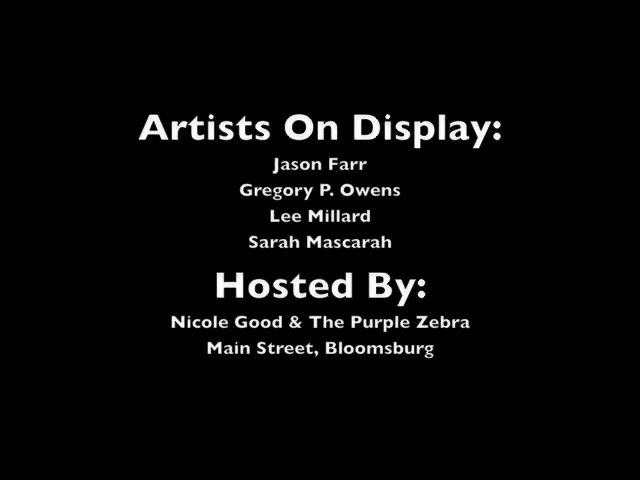 Artists On Display:
Jason Farr
Gregory P. Owens
Lee Millard
Sarah Mascarah
Hosted By:
Nicole Good & The Purple Zebra
Main Street, Bloomsburg